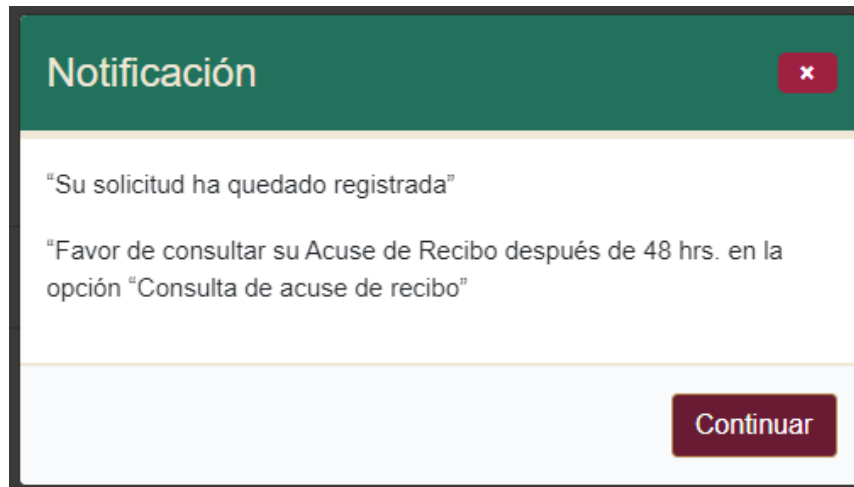 Notificación
“Su solicitud ha quedado registrada”
“Favor de consultar su Acuse de Recibo después de 48 hrs. en la
opción “Consulta de acuse de recibo”
Continuar